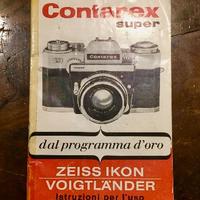 Contarex
super
Contarex
dal programma d'oro
ZEISS IKON
VOIGTLÄNDER
Istruzioni per l'uso